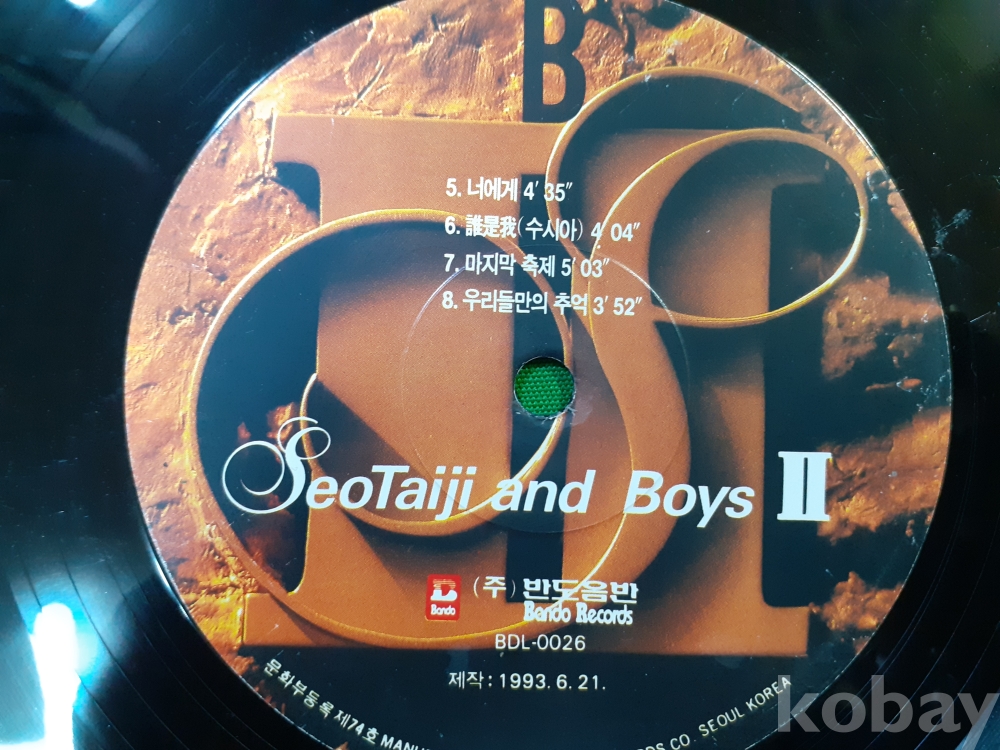 B
5. 너에게 4' 35"
6. 誰是我(수시아) 4' 04"
7. 마지막 축제 5' 03"
8. 우리들만의 추억 3' 52"
SeoTaiji and Boys II
Bando
(주) 반도음반
Bando Records
BDL-0026
제작 : 1993. 6. 21.
문화부등록 제74호 MANU
RDS CO. SEOUL KOREA
kobay